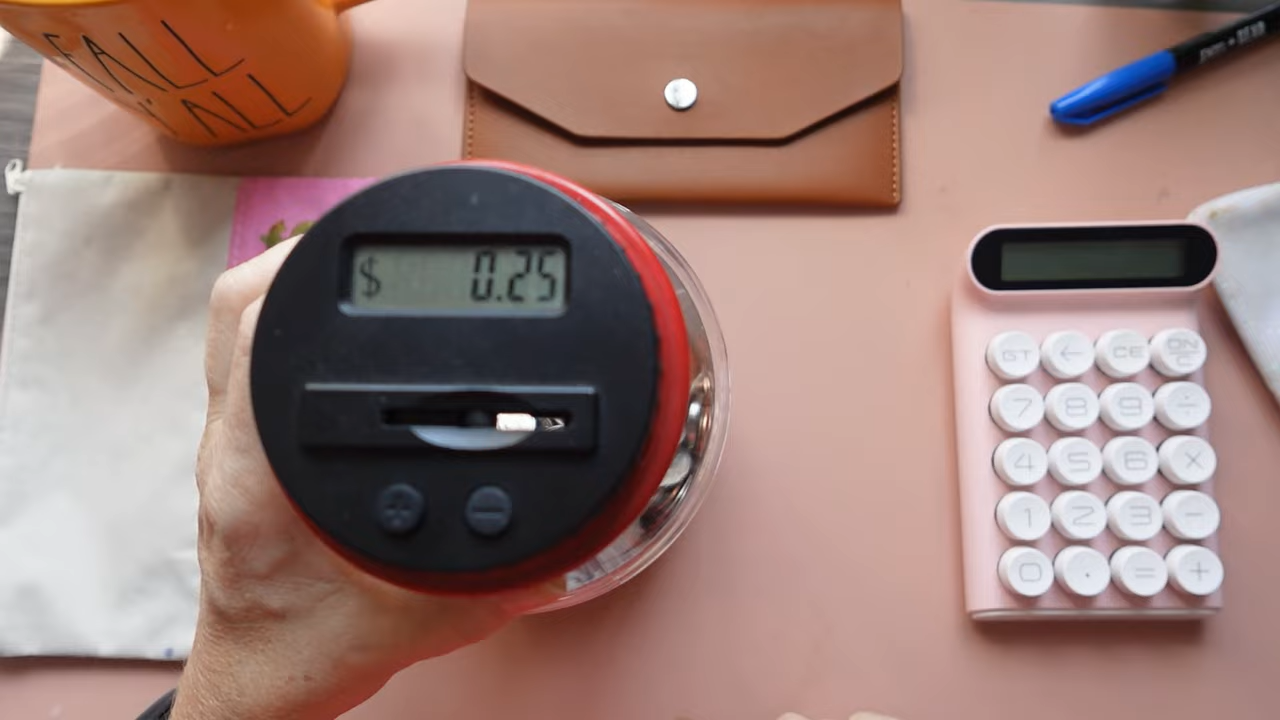 FALL
Y'ALL
$ 0.25
+ −
GT ← CE ON/C
7 8 9 ÷
4 5 6 ×
1 2 3 −
0 . = +